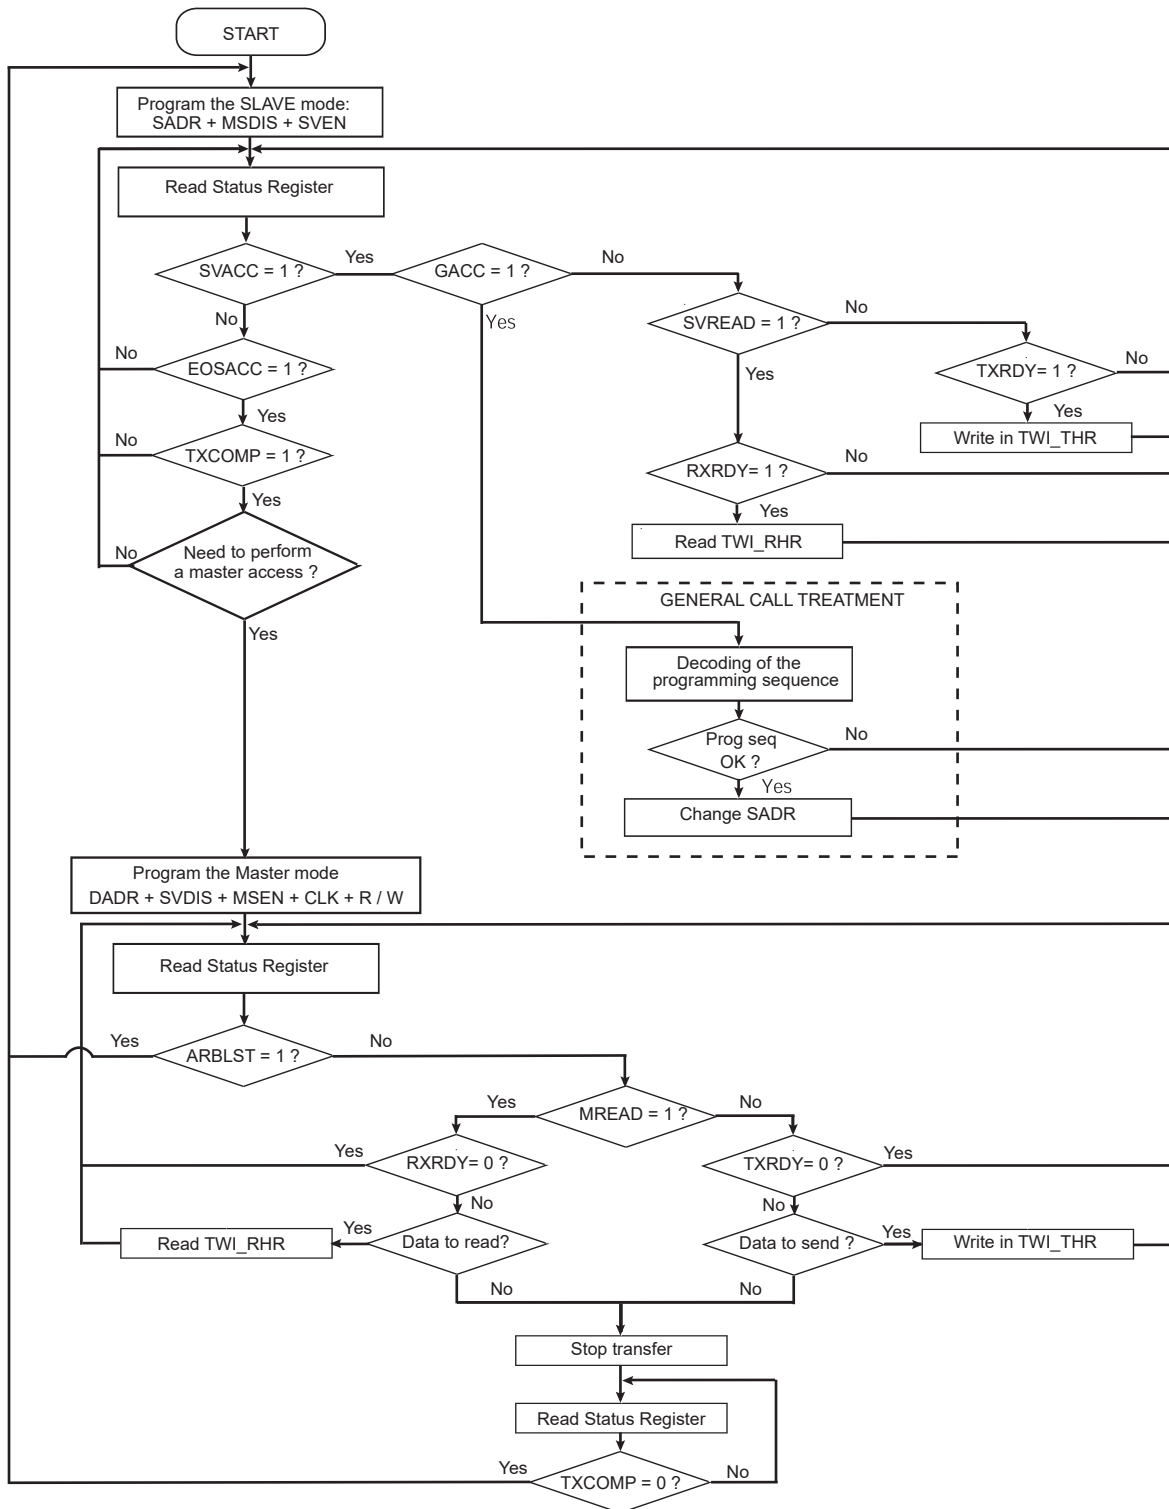 START
Program the SLAVE mode:
SADR + MSDIS + SVEN
Read Status Register
SVACC = 1 ?
Yes
GACC = 1 ?
No
No
Yes
SVREAD = 1 ?
No
EOSACC = 1 ?
No
Yes
TXRDY= 1 ?
No
Yes
Yes
Write in TWI_THR
TXCOMP = 1 ?
No
Yes
RXRDY= 1 ?
No
Yes
Read TWI_RHR
Need to perform
a master access ?
No
Yes
GENERAL CALL TREATMENT
Decoding of the
programming sequence
Prog seq
OK ?
No
Yes
Change SADR
Program the Master mode
DADR + SVDIS + MSEN + CLK + R / W
Read Status Register
Yes
ARBLST = 1 ?
No
Yes
MREAD = 1 ?
No
Yes
RXRDY= 0 ?
TXRDY= 0 ?
Yes
No
No
Read TWI_RHR
Yes
Data to read?
Data to send ?
Yes
Write in TWI_THR
No
No
Stop transfer
Read Status Register
Yes
TXCOMP = 0 ?
No